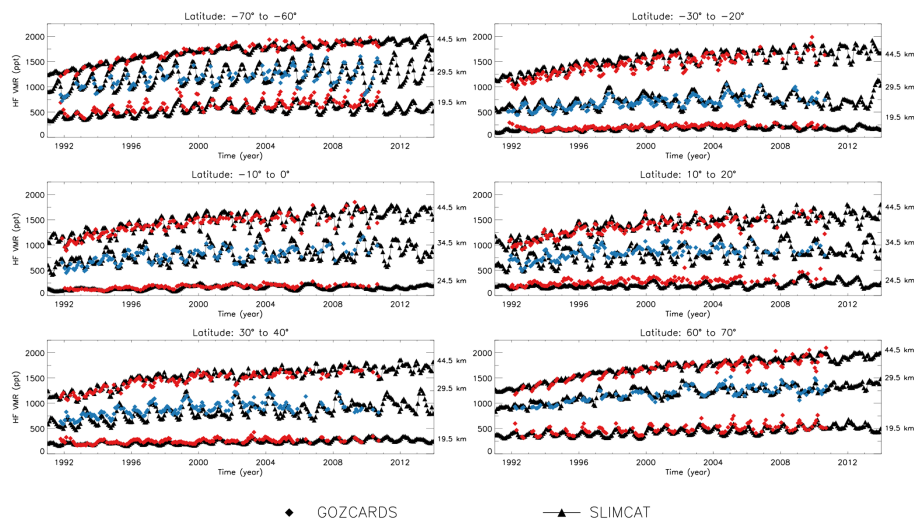 Latitude: −70° to −60°
2000
1500
1000
500
0
HF VMR (ppt)
44.5 km
29.5 km
19.5 km
1992 1996 2000 2004 2008 2012
Time (year)
Latitude: −30° to −20°
2000
1500
1000
500
0
44.5 km
29.5 km
19.5 km
1992 1996 2000 2004 2008 2012
Time (year)
Latitude: −10° to 0°
2000
1500
1000
500
0
HF VMR (ppt)
44.5 km
34.5 km
24.5 km
1992 1996 2000 2004 2008 2012
Time (year)
Latitude: 10° to 20°
2000
1500
1000
500
0
44.5 km
34.5 km
24.5 km
1992 1996 2000 2004 2008 2012
Time (year)
Latitude: 30° to 40°
2000
1500
1000
500
0
HF VMR (ppt)
44.5 km
29.5 km
19.5 km
1992 1996 2000 2004 2008 2012
Time (year)
Latitude: 60° to 70°
2000
1500
1000
500
0
44.5 km
29.5 km
19.5 km
1992 1996 2000 2004 2008 2012
Time (year)
GOZCARDS SLIMCAT